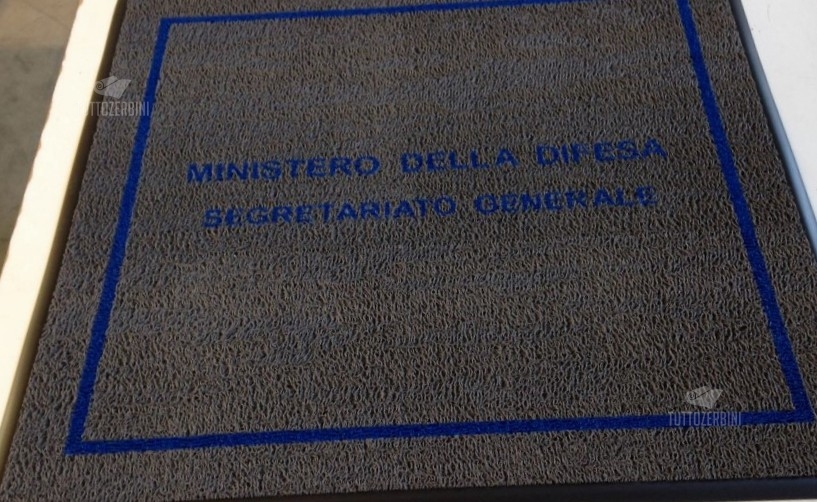 TUTTOZERBINI
MINISTERO DELLA DIFESA
SEGRETARIATO GENERALE
TUTTOZERBINI